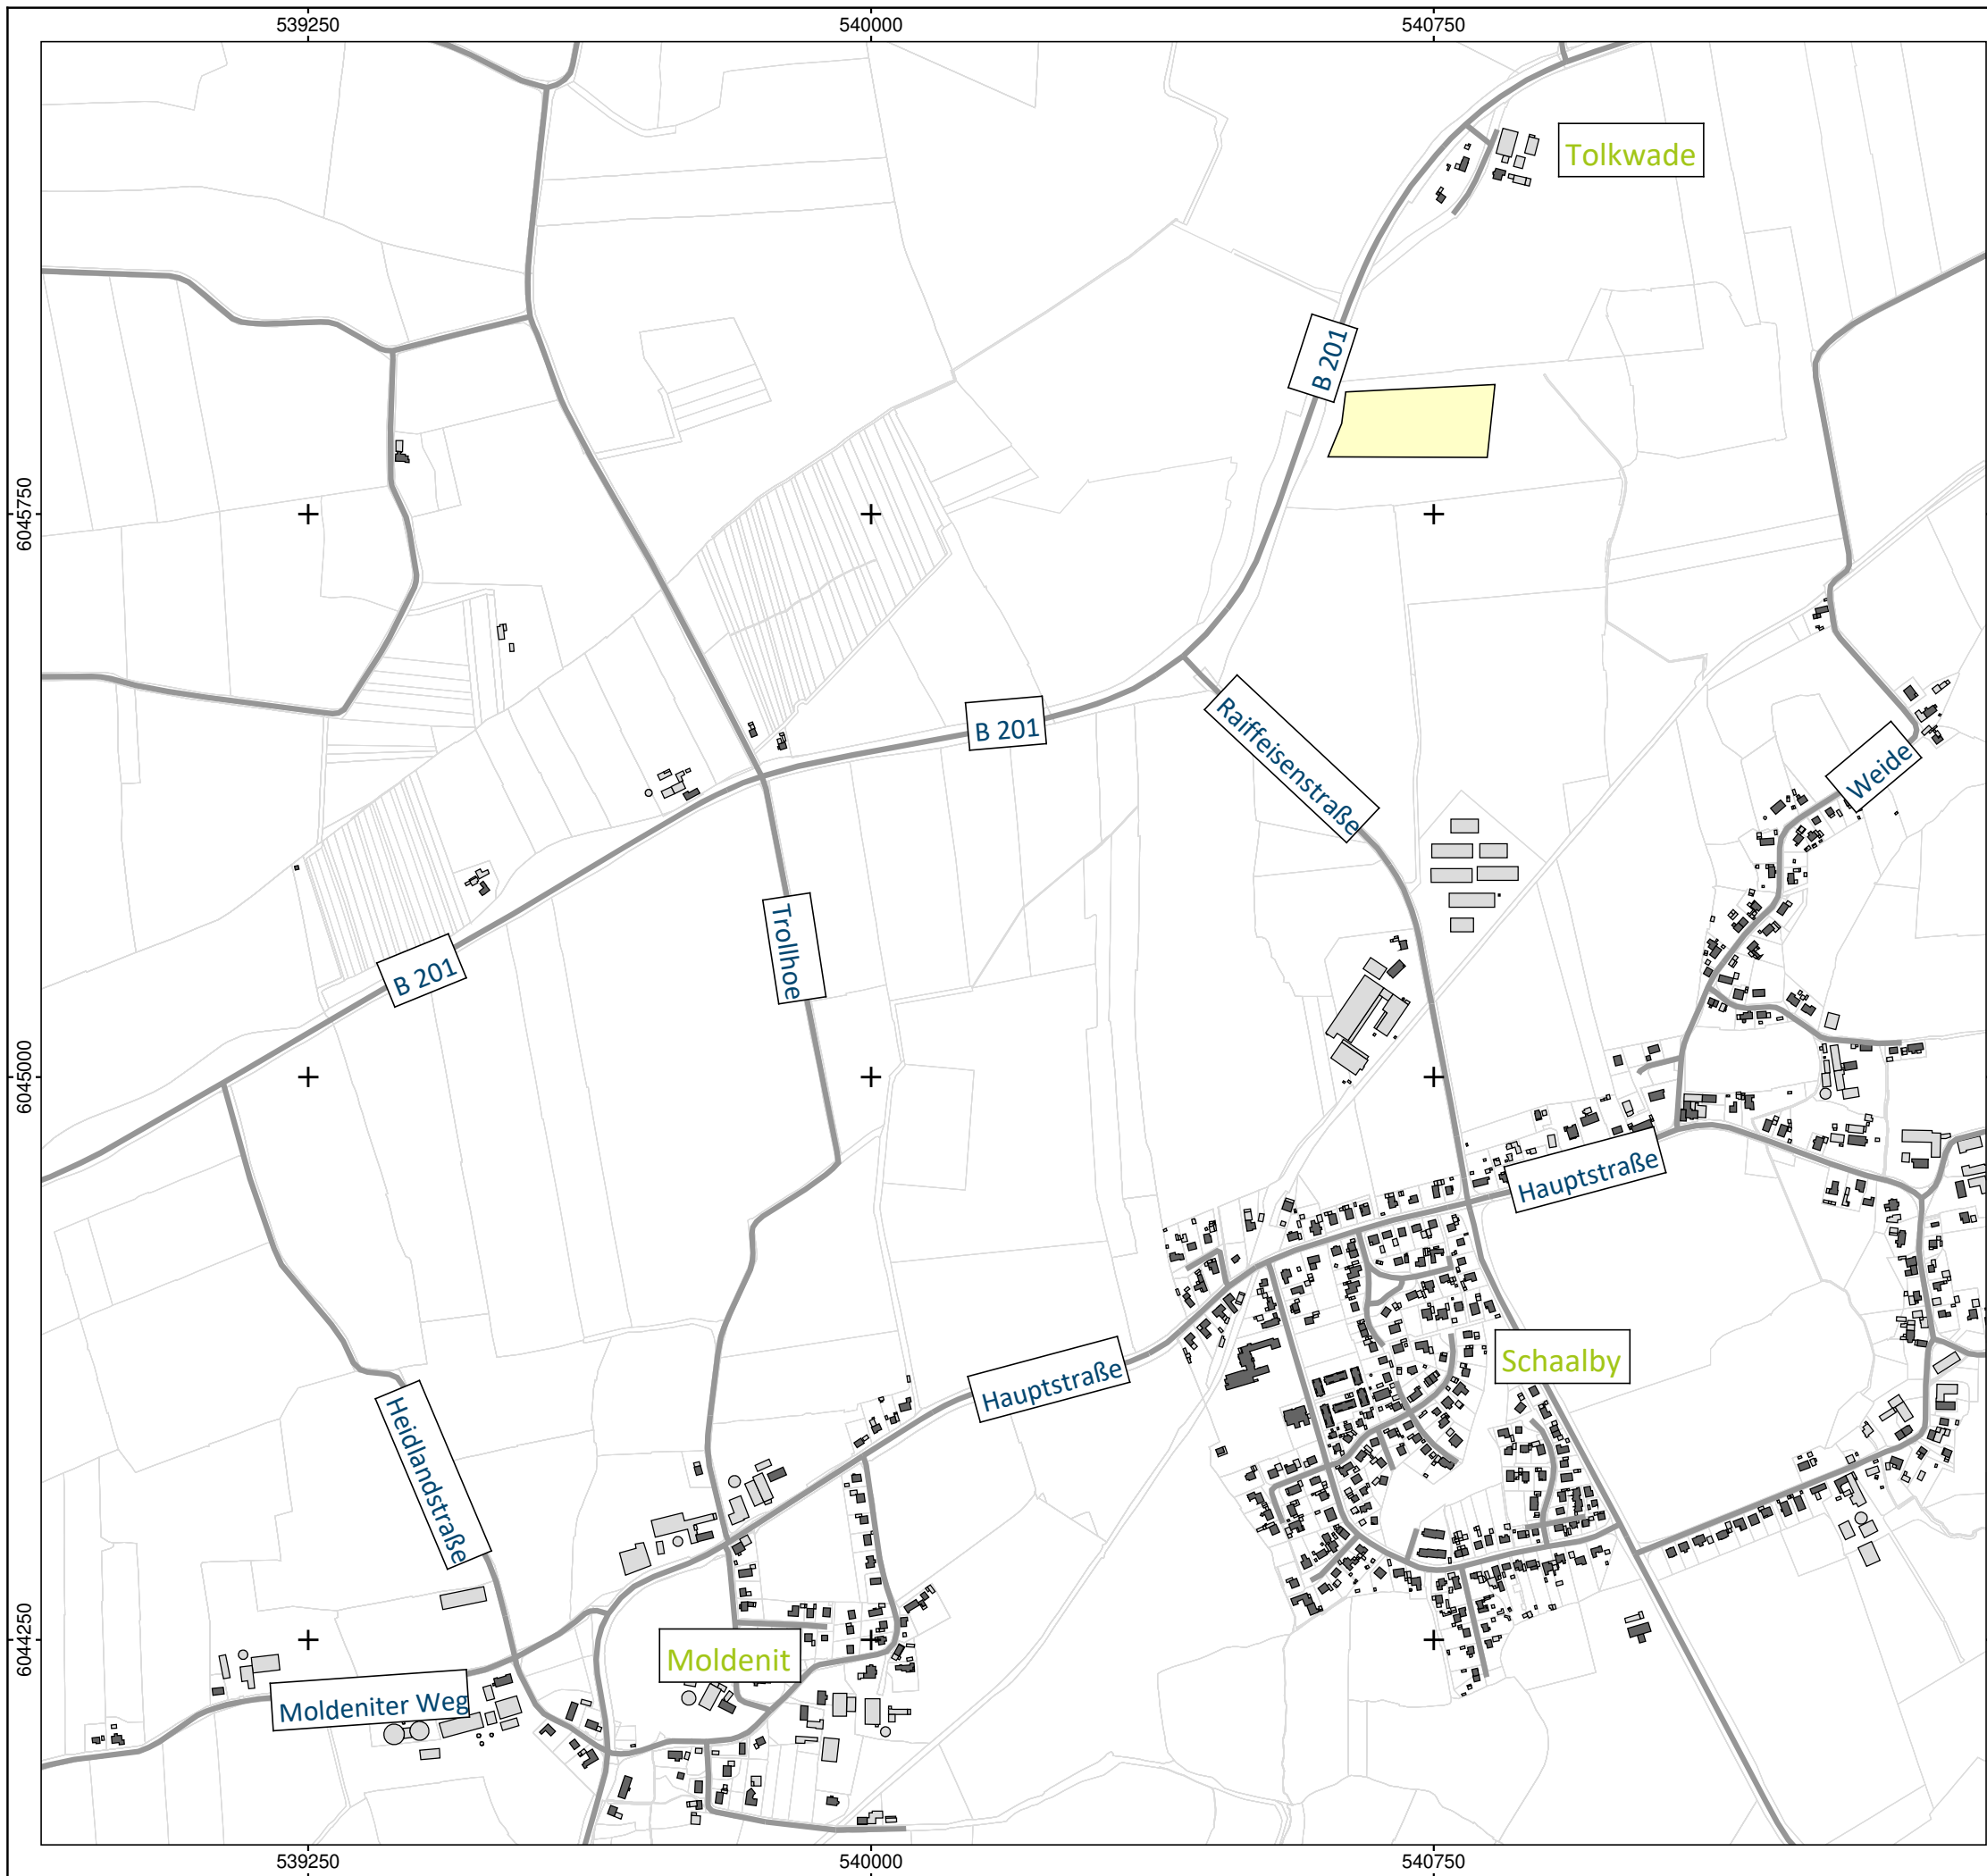 539250
540000
540750
Tolkwade
B 201
6045750
Raiffeisenstraße
B 201
Weide
Trollhoe
B 201
6045000
Hauptstraße
Schaalby
Hauptstraße
Heidlandstraße
6044250
Moldenit
Moldeniter Weg
539250
540000
540750